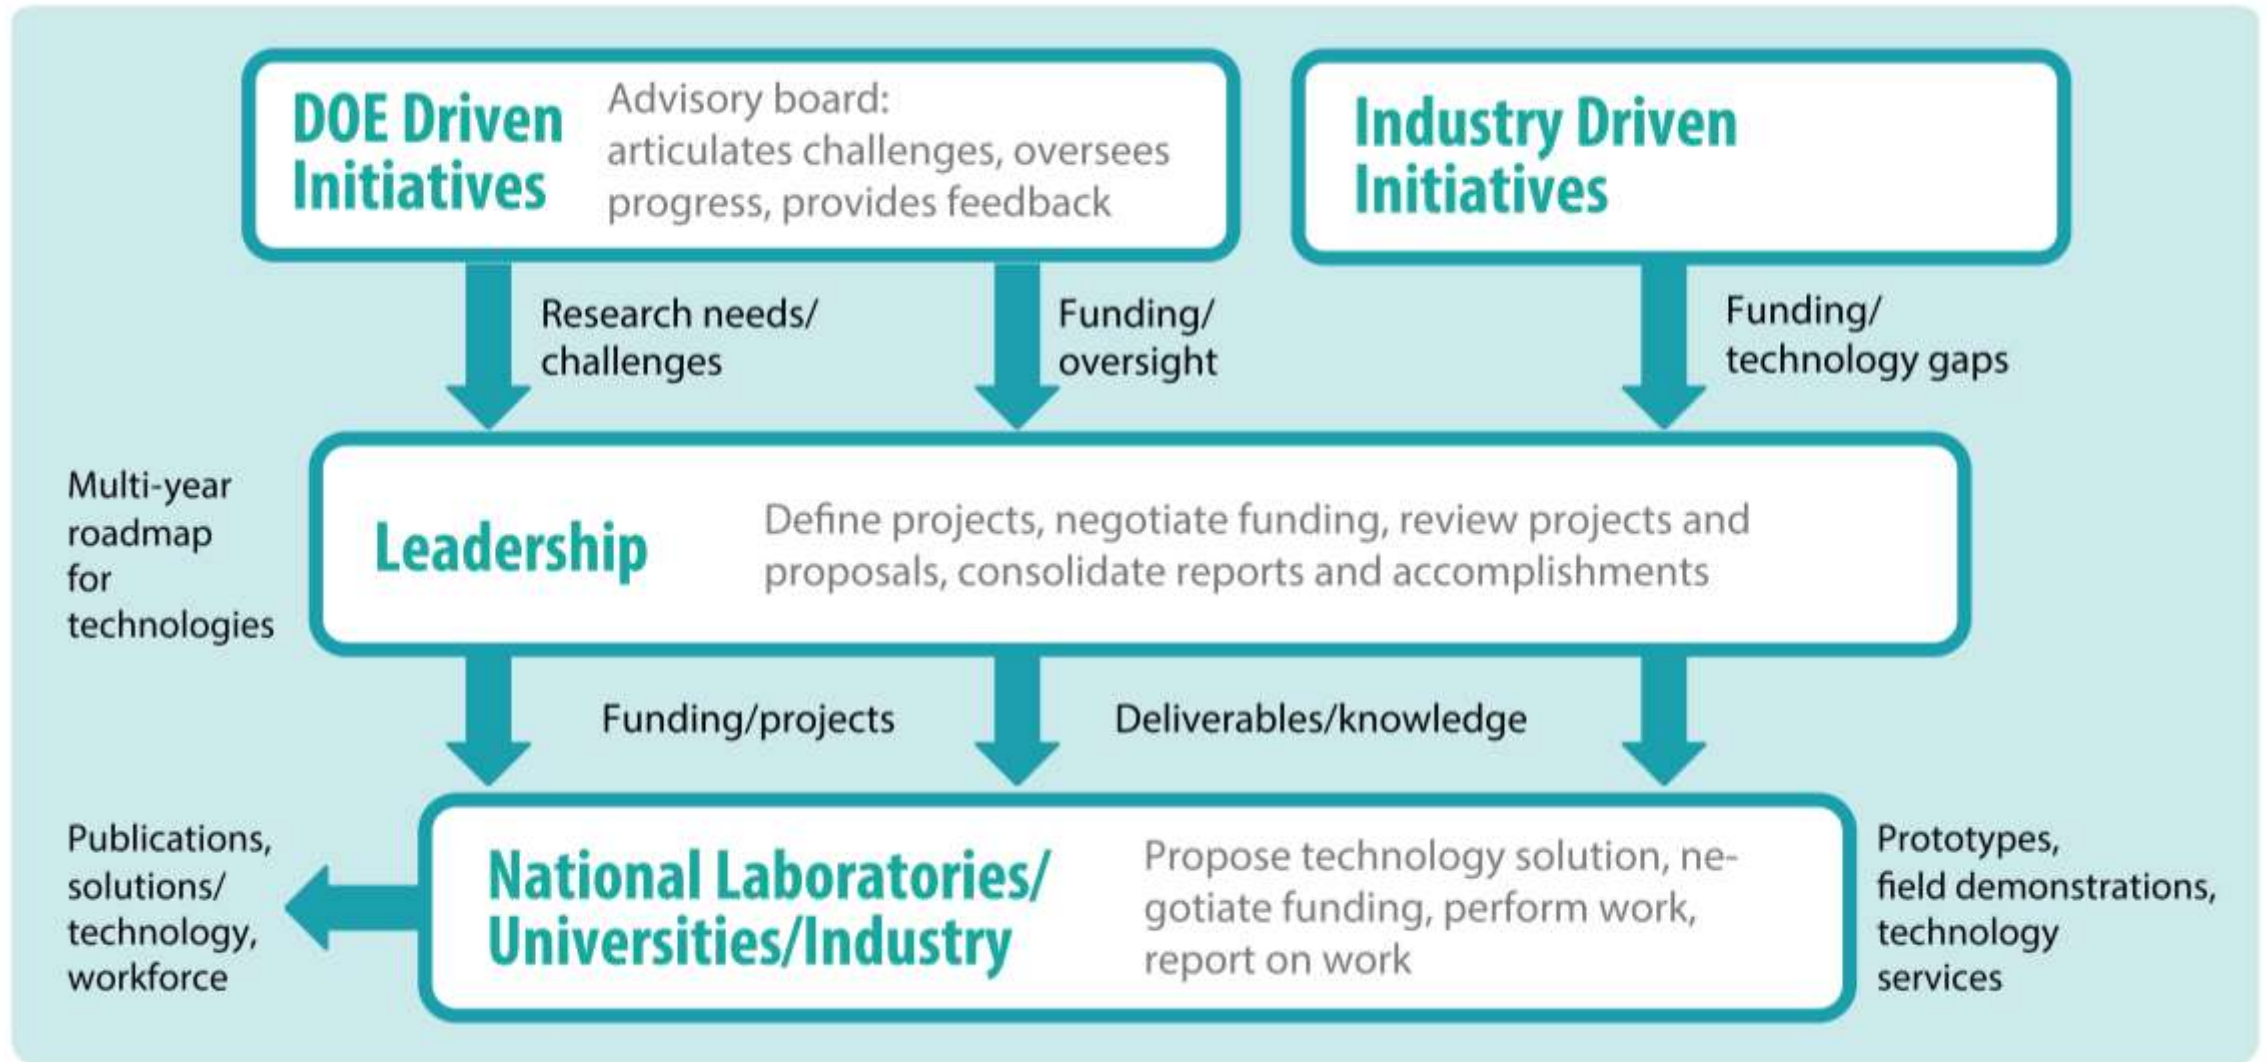 DOE Driven
Initiatives
Advisory board:
articulates challenges, oversees
progress, provides feedback
Industry Driven
Initiatives
Research needs/
challenges
Funding/
oversight
Funding/
technology gaps
Multi-year
roadmap
for
technologies
Leadership
Define projects, negotiate funding, review projects and
proposals, consolidate reports and accomplishments
Funding/projects
Deliverables/knowledge
Publications,
solutions/
technology,
workforce
National Laboratories/
Universities/Industry
Propose technology solution, ne-
gotiate funding, perform work,
report on work
Prototypes,
field demonstrations,
technology
services